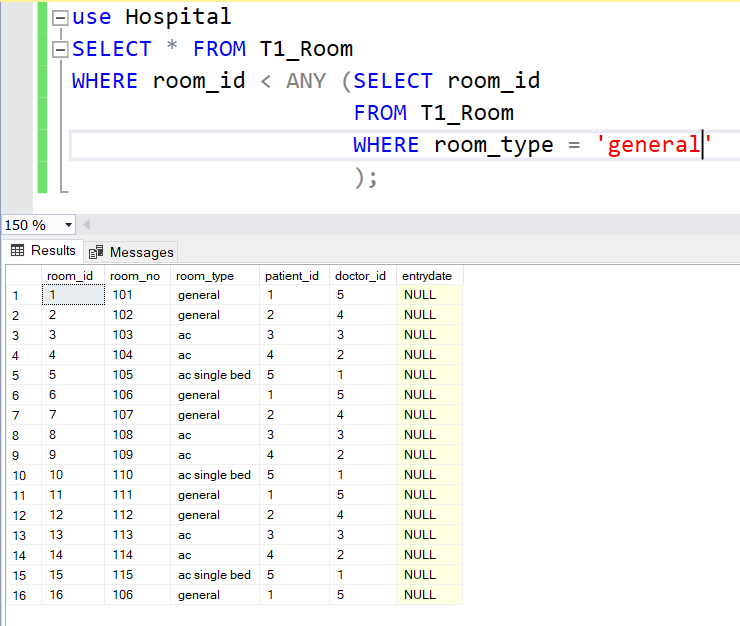 use Hospital
SELECT * FROM T1_Room
WHERE room_id < ANY (SELECT room_id
FROM T1_Room
WHERE room_type = 'general'
);
150 %
Results Messages
room_id room_no room_type patient_id doctor_id entrydate
1 1 101 general 1 5 NULL
2 2 102 general 2 4 NULL
3 3 103 ac 3 3 NULL
4 4 104 ac 4 2 NULL
5 5 105 ac single bed 5 1 NULL
6 6 106 general 1 5 NULL
7 7 107 general 2 4 NULL
8 8 108 ac 3 3 NULL
9 9 109 ac 4 2 NULL
10 10 110 ac single bed 5 1 NULL
11 11 111 general 1 5 NULL
12 12 112 general 2 4 NULL
13 13 113 ac 3 3 NULL
14 14 114 ac 4 2 NULL
15 15 115 ac single bed 5 1 NULL
16 16 106 general 1 5 NULL